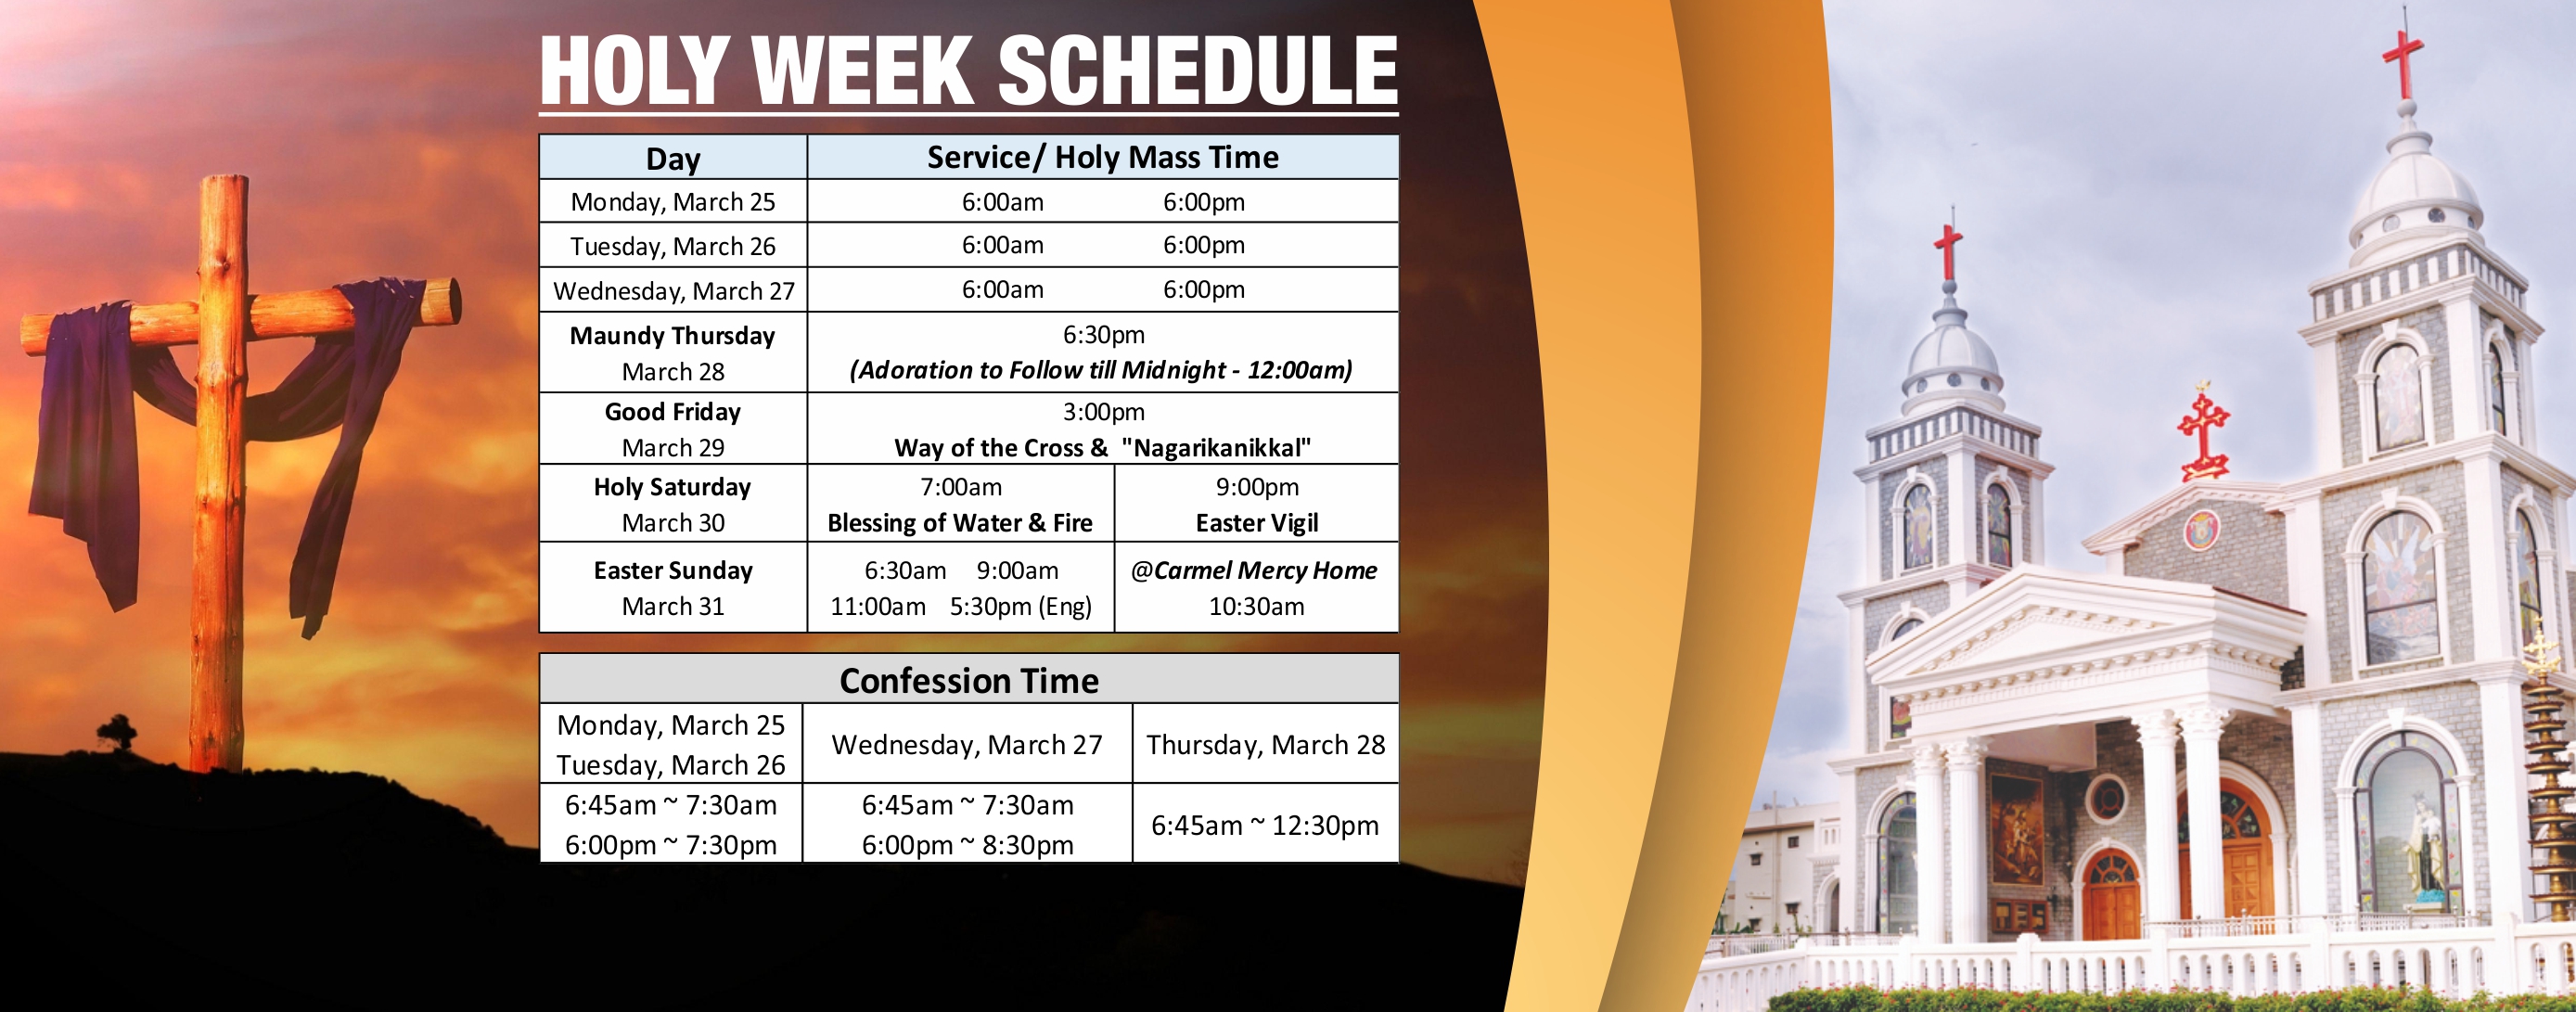 HOLY WEEK SCHEDULE
Day Service/ Holy Mass Time
Monday, March 25 6:00am 6:00pm
Tuesday, March 26 6:00am 6:00pm
Wednesday, March 27 6:00am 6:00pm
Maundy Thursday 6:30pm
March 28 (Adoration to Follow till Midnight - 12:00am)
Good Friday 3:00pm
March 29 Way of the Cross & "Nagarikanikkal"
Holy Saturday 7:00am 9:00pm
March 30 Blessing of Water & Fire Easter Vigil
Easter Sunday 6:30am 9:00am @Carmel Mercy Home
March 31 11:00am 5:30pm (Eng) 10:30am
Confession Time
Monday, March 25
Tuesday, March 26
Wednesday, March 27
Thursday, March 28
6:45am ~ 7:30am
6:00pm ~ 7:30pm
6:45am ~ 7:30am
6:00pm ~ 8:30pm
6:45am ~ 12:30pm